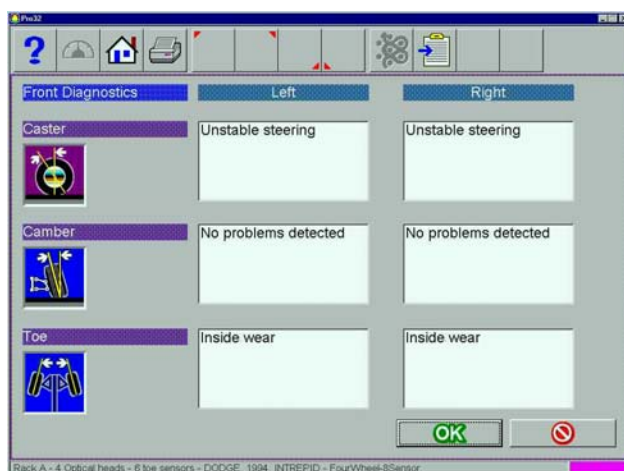 Pro32
?
Front Diagnostics Left Right
Caster Unstable steering Unstable steering
Camber No problems detected No problems detected
Toe Inside wear Inside wear
OK
Rack A - 4 Optical heads - 6 toe sensors - DODGE, 1994, INTREPID - FourWheel-8Sensor